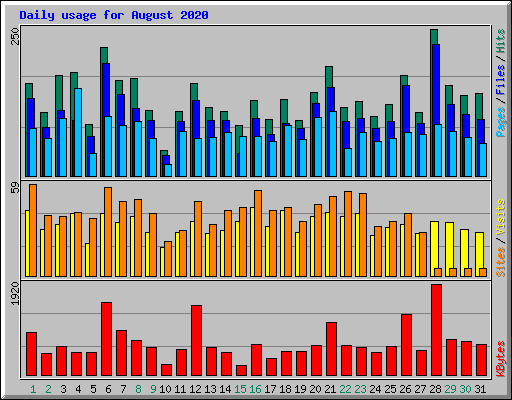 Daily usage for August 2020
250
Pages / Files / Hits
59
Sites / Visits
1920
KBytes
1 2 3 4 5 6 7 8 9 10 11 12 13 14 15 16 17 18 19 20 21 22 23 24 25 26 27 28 29 30 31